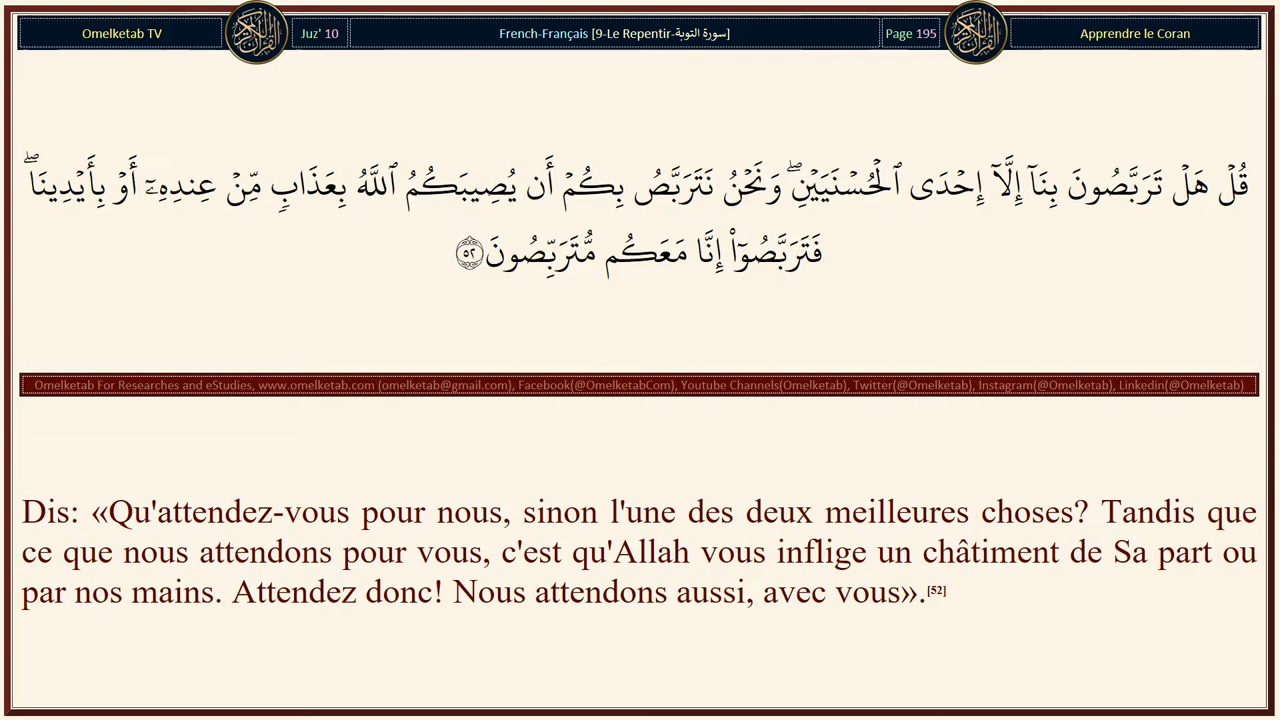 Omelketab TV
Juz' 10
French-Français [9-Le Repentir-سورة التوبة]
Page 195
Apprendre le Coran
قُلۡ هَلۡ تَرَبَّصُونَ بِنَآ إِلَّآ إِحۡدَى ٱلۡحُسۡنَيَيۡنِۖ وَنَحۡنُ نَتَرَبَّصُ بِكُمۡ أَن يُصِيبَكُمُ ٱللَّهُ بِعَذَابٖ مِّنۡ عِندِهِۦٓ أَوۡ بِأَيۡدِينَاۖ
فَتَرَبَّصُوٓاْ إِنَّا مَعَكُم مُّتَرَبِّصُونَ ٥٢
Omelketab For Researches and eStudies, www.omelketab.com (omelketab@gmail.com), Facebook(@OmelketabCom), Youtube Channels(Omelketab), Twitter(@Omelketab), Instagram(@Omelketab), Linkedin(@Omelketab)
Dis: «Qu'attendez-vous pour nous, sinon l'une des deux meilleures choses? Tandis que
ce que nous attendons pour vous, c'est qu'Allah vous inflige un châtiment de Sa part ou
par nos mains. Attendez donc! Nous attendons aussi, avec vous».[52]